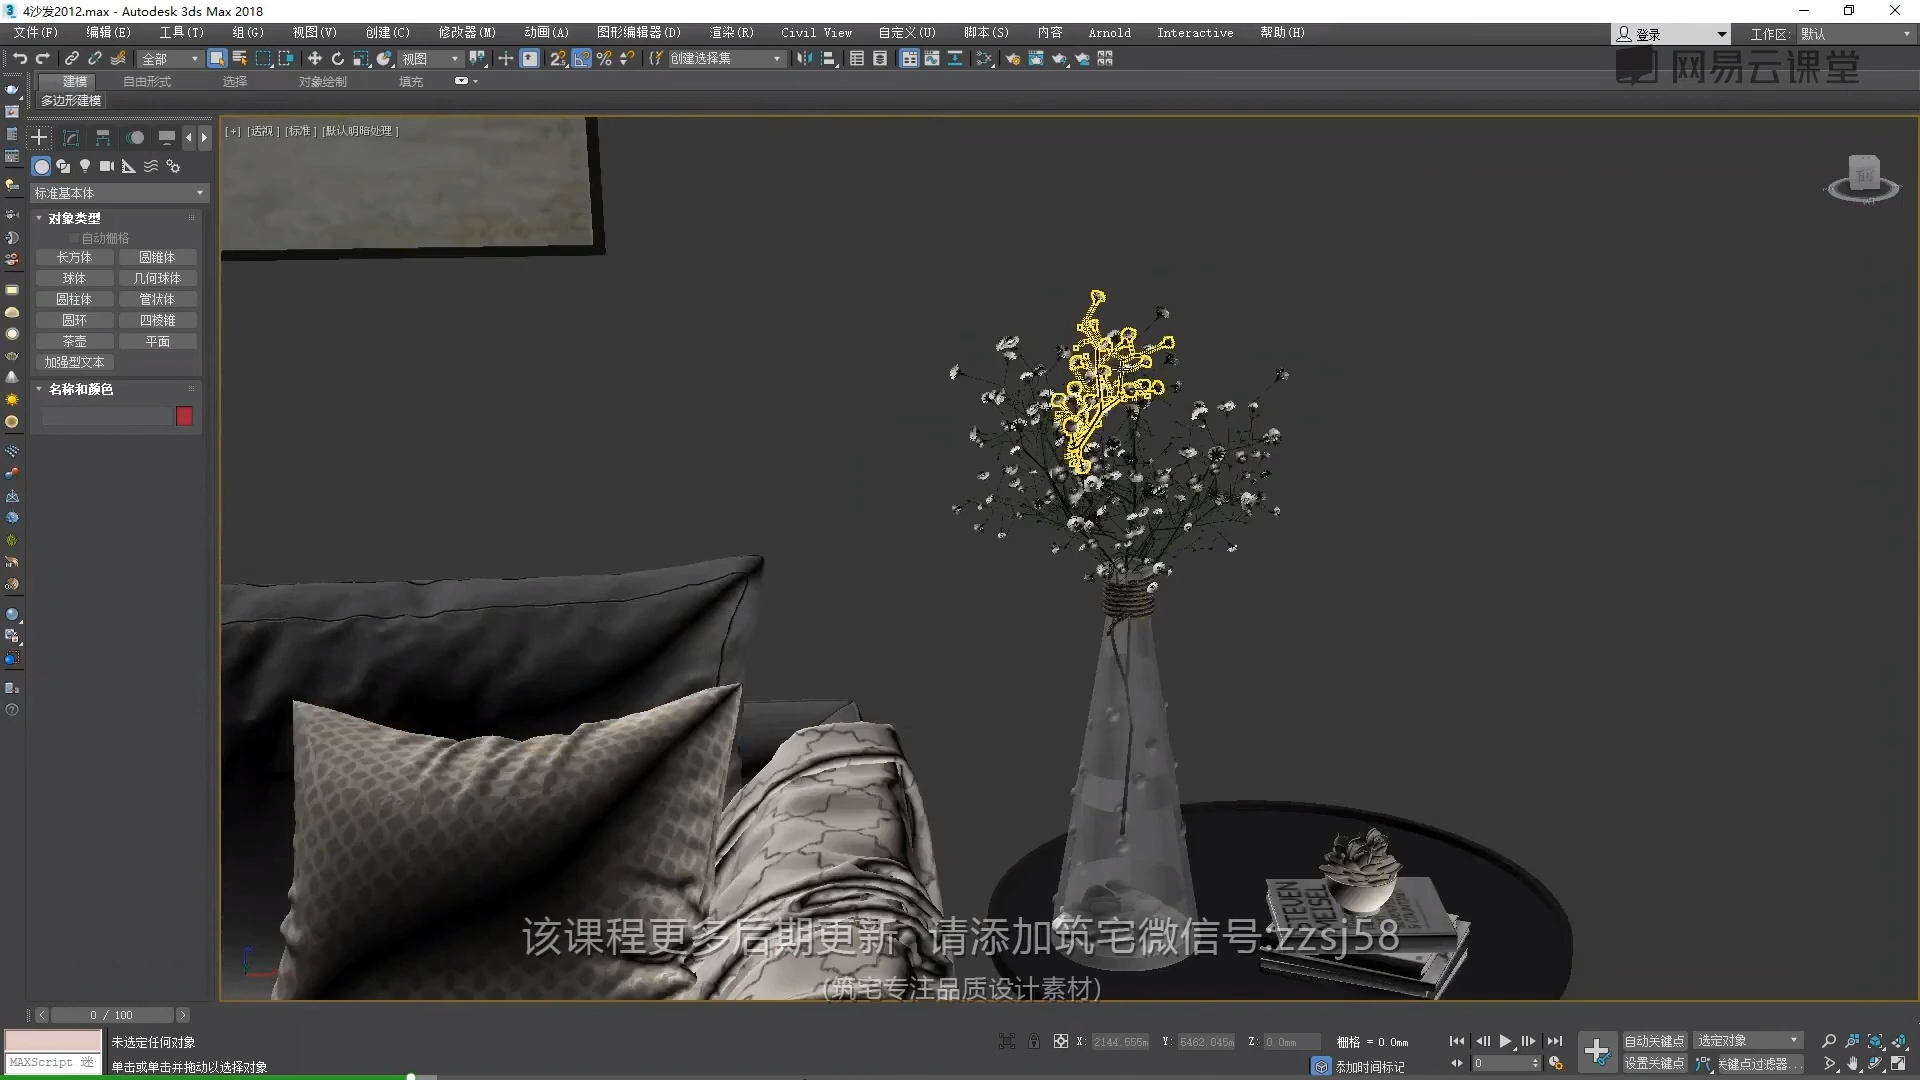 4沙发2012.max - Autodesk 3ds Max 2018
文件(F) 编辑(E) 工具(T) 组(G) 视图(V) 创建(C) 修改器(M) 动画(A) 图形编辑器(D) 渲染(R) Civil View 自定义(U) 脚本(S) 内容 Arnold Interactive 帮助(H) 登录 工作区: 默认
全部 视图 创建选择集
网易云课堂
建模 自由形式 选择 对象绘制 填充
多边形建模
[+] [透视] [标准] [默认明暗处理]
标准基本体
对象类型
自动栅格
长方体 圆锥体
球体 几何球体
圆柱体 管状体
圆环 四棱锥
茶壶 平面
加强型文本
名称和颜色
STEVEN
MEISEL
该课程更多后期更新 请添加筑宅微信号:zzsj58
(筑宅专注品质设计素材)
0 / 100
未选定任何对象 X: 2144.555m Y: 5462.045m Z: 0.0mm 栅格 = 0.0mm 自动关键点 选定对象
MAXScript 迷 单击或单击并拖动以选择对象 添加时间标记 0 设置关键点 关键点过滤器...